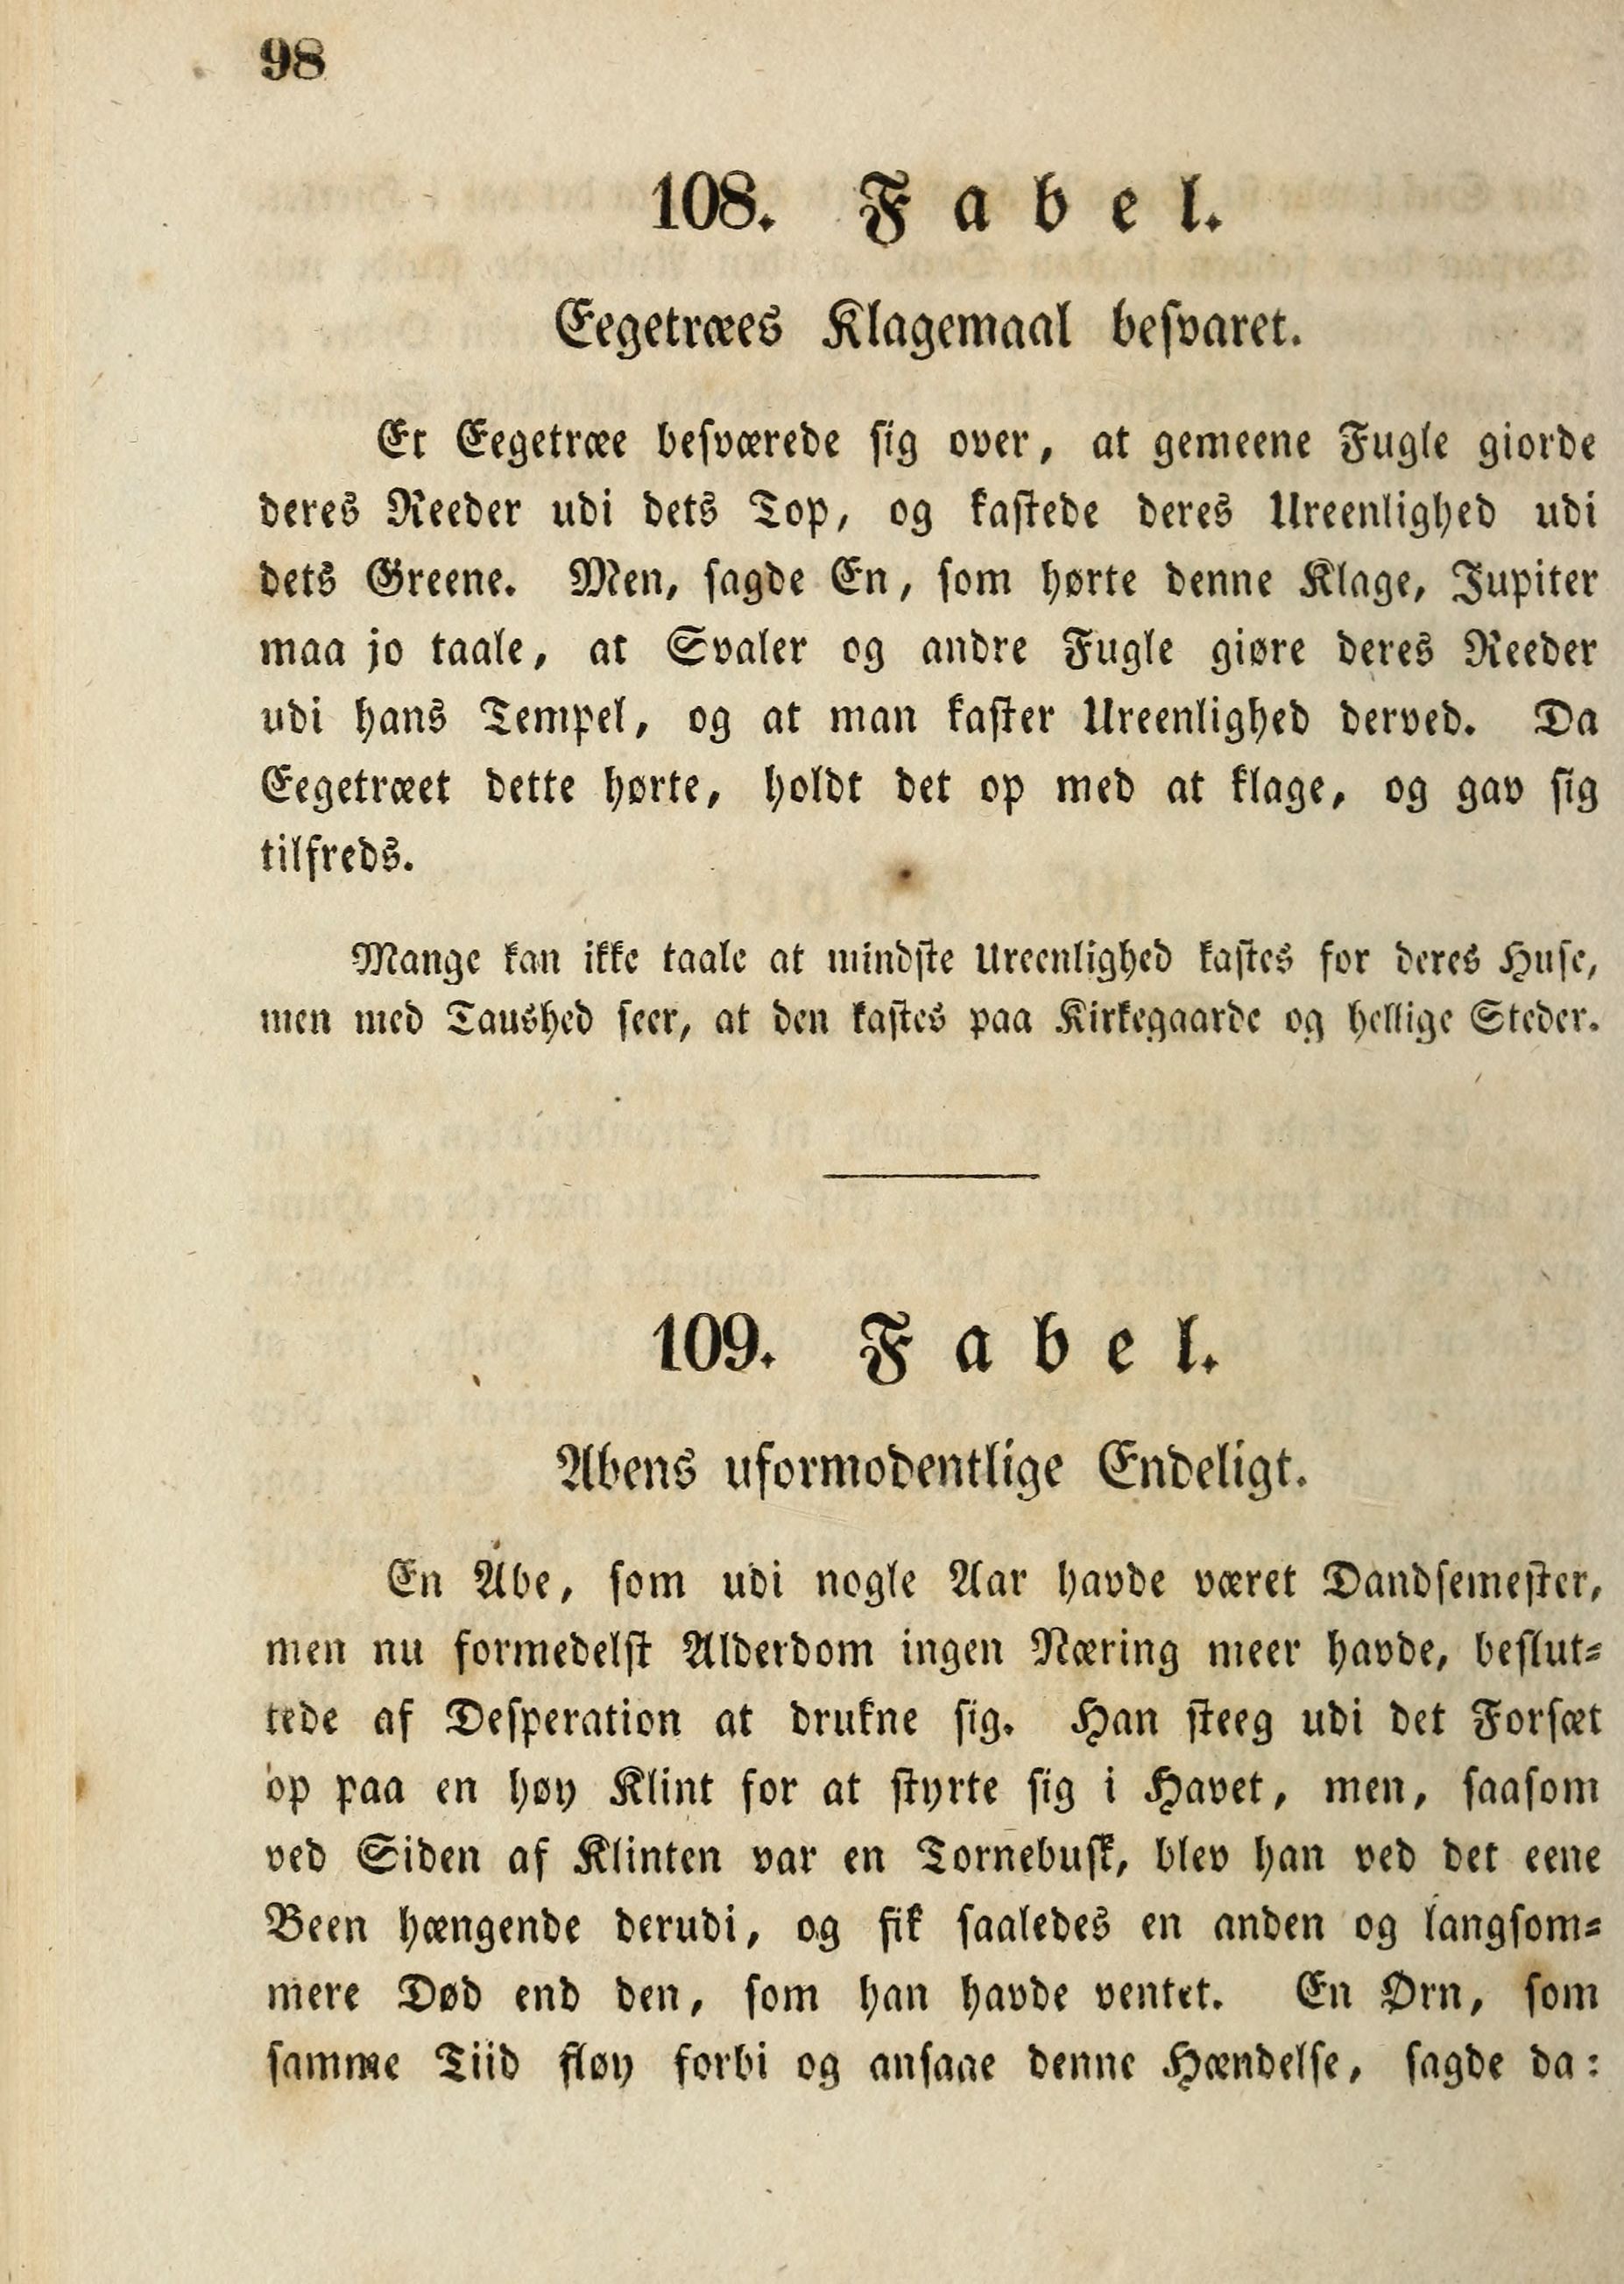 98
108. Fabel.
Eegetræes Klagemaal besvaret.
Et Eegetræe besværede sig over, at gemeene Fugle giorde
deres Reeder udi dets Top, og kastede deres Ureenlighed udi
dets Greene. Men, sagde En, som hørte denne Klage, Jupiter
maa jo taale, at Svaler og andre Fugle giøre deres Reeder
udi hans Tempel, og at man kaster Ureenlighed derved. Da
Eegetræet dette hørte, holdt det op med at klage, og gav sig
tilfreds.
Mange kan ikke taale at mindste Ureenlighed kastes for deres Huse,
men med Taushed seer, at den kastes paa Kirkegaarde og hellige Steder.
109. Fabel.
Abens uformodentlige Endeligt.
En Abe, som udi nogle Aar havde været Dandsemester,
men nu formedelst Alderdom ingen Næring meer havde, beslut-
tede af Desperation at drukne sig. Han steeg udi det Forsæt
op paa en høy Klint for at styrte sig i Havet, men, saasom
ved Siden af Klinten var en Tornebusk, blev han ved det eene
Been hængende derudi, og fik saaledes en anden og langsom-
mere Død end den, som han havde ventet. En Ørn, som
samme Tiid fløy forbi og ansaae denne Hændelse, sagde da: